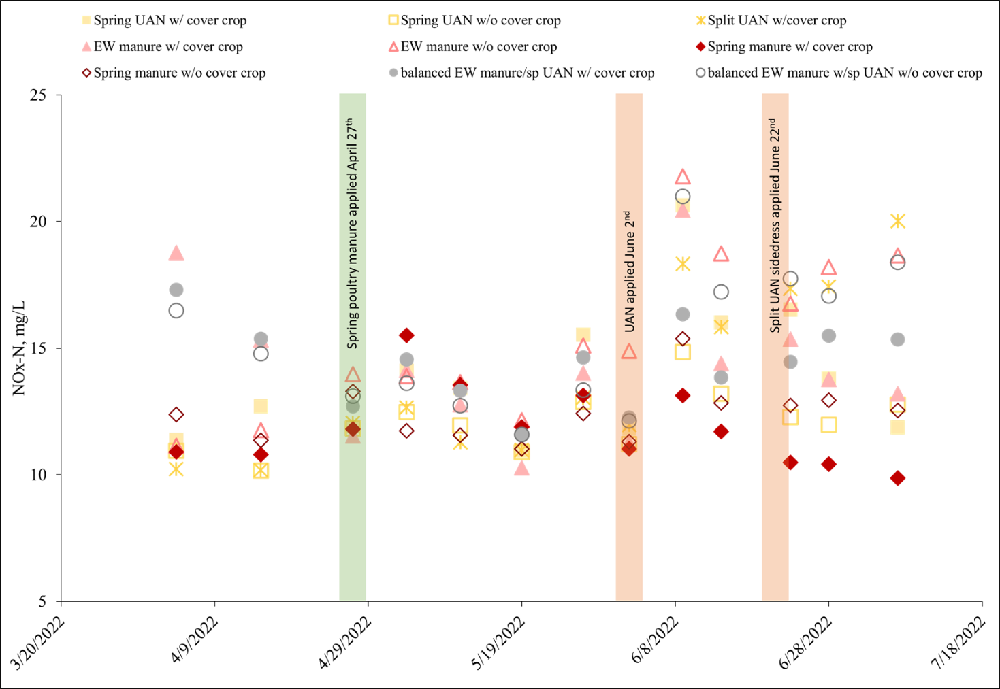 Spring UAN w/ cover crop
Spring UAN w/o cover crop
Split UAN w/cover crop
EW manure w/ cover crop
EW manure w/o cover crop
Spring manure w/ cover crop
Spring manure w/o cover crop
balanced EW manure/sp UAN w/ cover crop
balanced EW manure w/sp UAN w/o cover crop
25
20
15
10
5
NOx-N, mg/L
Spring poultry manure applied April 27th
UAN applied June 2nd
Split UAN sidedress applied June 22nd
3/20/2022
4/9/2022
4/29/2022
5/19/2022
6/8/2022
6/28/2022
7/18/2022